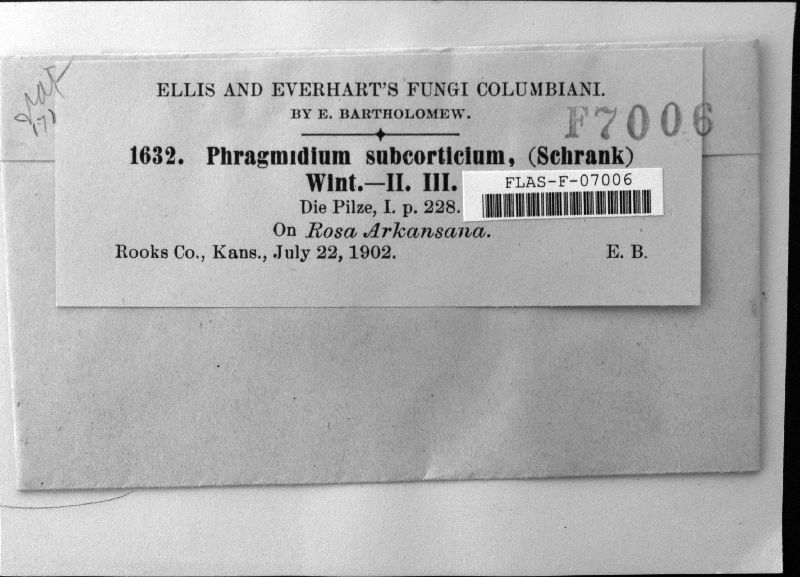 ELLIS AND EVERHART'S FUNGI COLUMBIANI.
BY E. BARTHOLOMEW.
F7006
1632. Phragmidium subcorticium, (Schrank)
Wint.—II. III.
FLAS-F-07006
Die Pilze, I. p. 228.
On Rosa Arkansana.
Rooks Co., Kans., July 22, 1902. E. B.